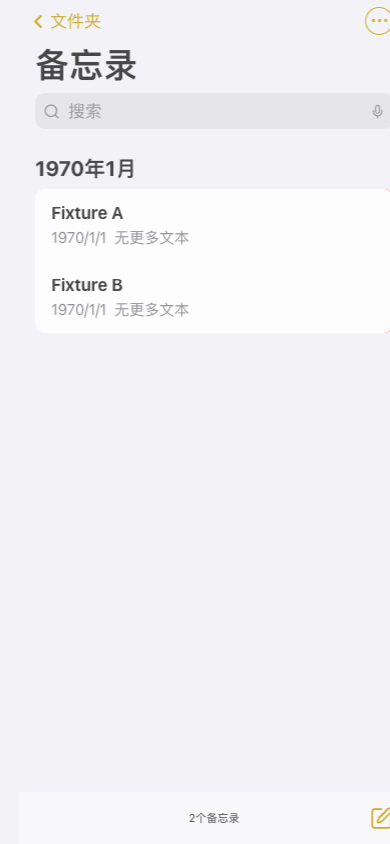 文件夹
备忘录
搜索
1970年1月
Fixture A
1970/1/1 无更多文本
Fixture B
1970/1/1 无更多文本
2个备忘录